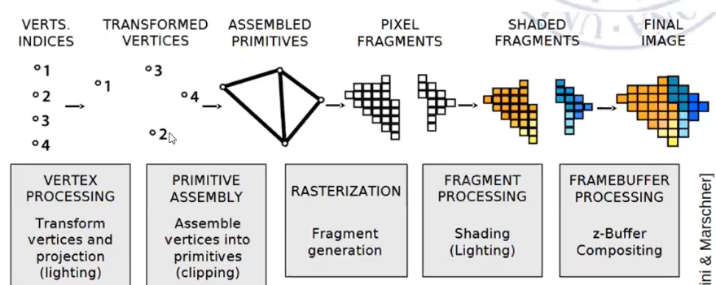 VERTS. INDICES
TRANSFORMED VERTICES
ASSEMBLED PRIMITIVES
PIXEL FRAGMENTS
SHADED FRAGMENTS
FINAL IMAGE
1
2
3
4
1
3
4
2
VERTEX PROCESSING
Transform
vertices and
projection
(lighting)
PRIMITIVE ASSEMBLY
Assemble
vertices into
primitives
(clipping)
RASTERIZATION
Fragment
generation
FRAGMENT PROCESSING
Shading
(Lighting)
FRAMEBUFFER PROCESSING
z-Buffer
Compositing
ini & Marschner]